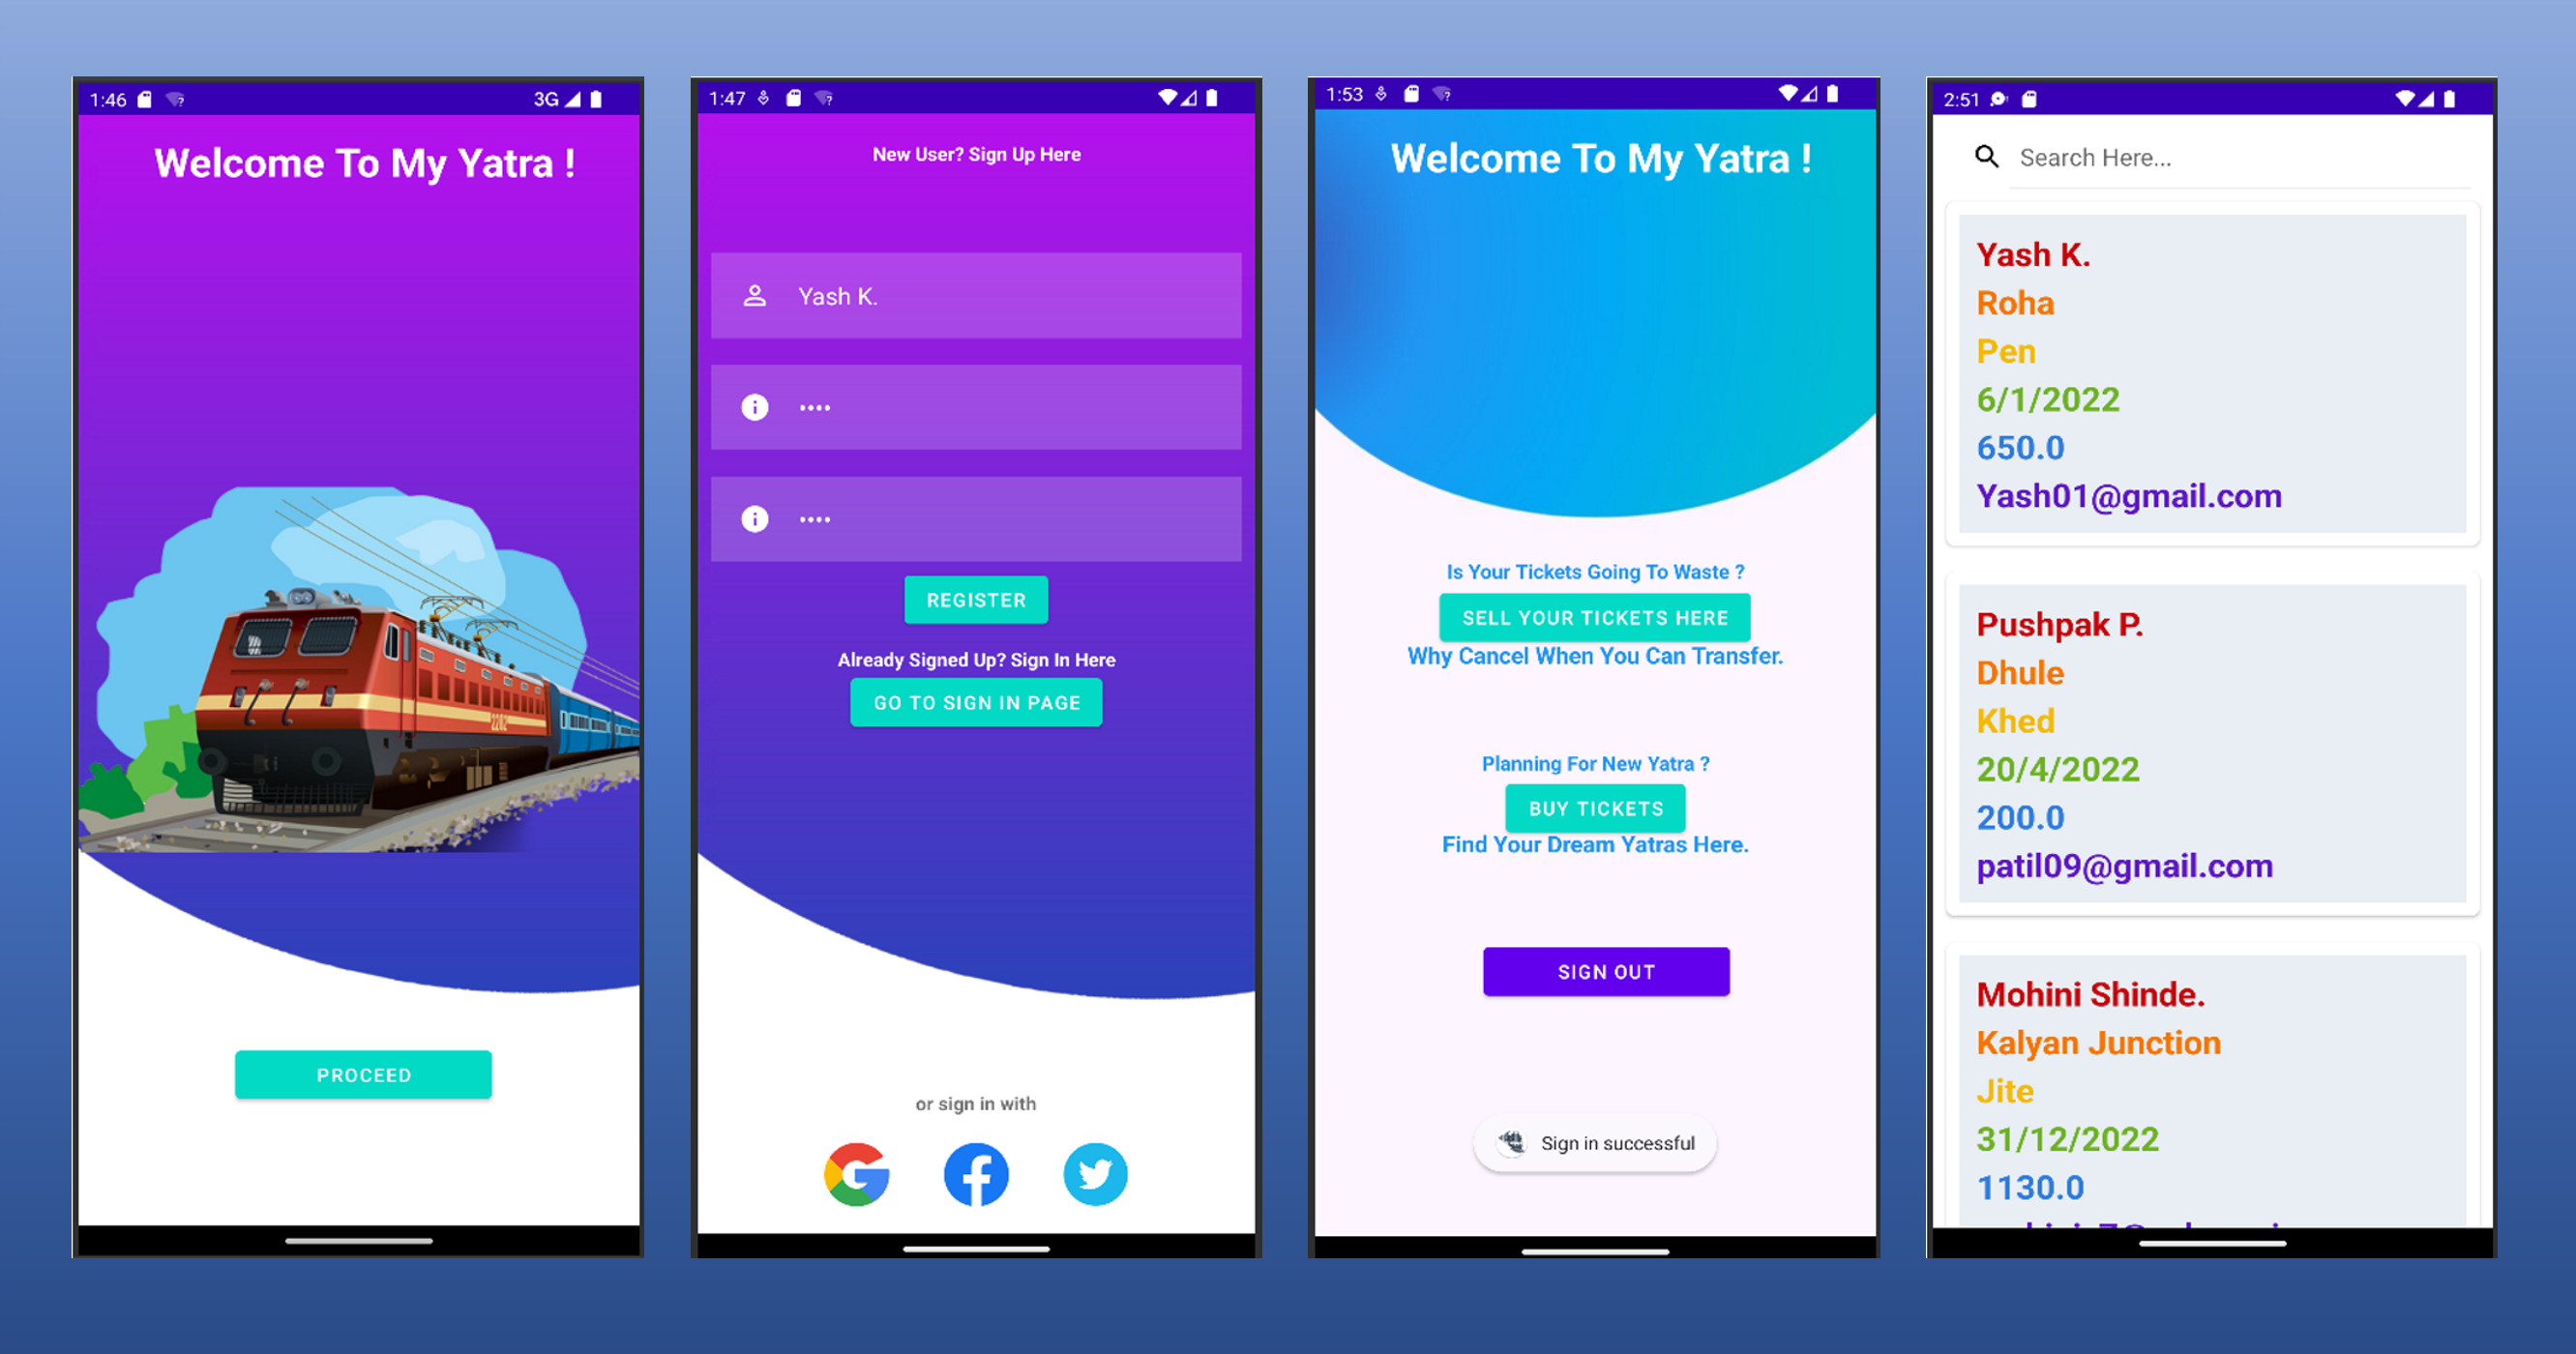 1:46
3G
Welcome To My Yatra !
2202
PROCEED
1:47
New User? Sign Up Here
Yash K.
••••
••••
REGISTER
Already Signed Up? Sign In Here
GO TO SIGN IN PAGE
or sign in with
1:53
Welcome To My Yatra !
Is Your Tickets Going To Waste ?
SELL YOUR TICKETS HERE
Why Cancel When You Can Transfer.
Planning For New Yatra ?
BUY TICKETS
Find Your Dream Yatras Here.
SIGN OUT
Sign in successful
2:51
Search Here...
Yash K.
Roha
Pen
6/1/2022
650.0
Yash01@gmail.com
Pushpak P.
Dhule
Khed
20/4/2022
200.0
patil09@gmail.com
Mohini Shinde.
Kalyan Junction
Jite
31/12/2022
1130.0